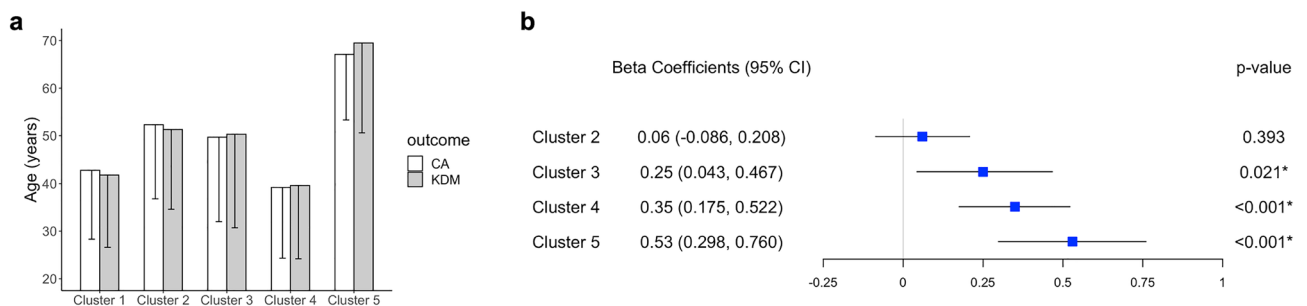 a
70
60
50
40
30
20
Age (years)
Cluster 1 Cluster 2 Cluster 3 Cluster 4 Cluster 5
outcome
CA
KDM
b
Beta Coefficients (95% CI) p-value
Cluster 2 0.06 (-0.086, 0.208) 0.393
Cluster 3 0.25 (0.043, 0.467) 0.021*
Cluster 4 0.35 (0.175, 0.522) <0.001*
Cluster 5 0.53 (0.298, 0.760) <0.001*
-0.25 0 0.25 0.5 0.75 1